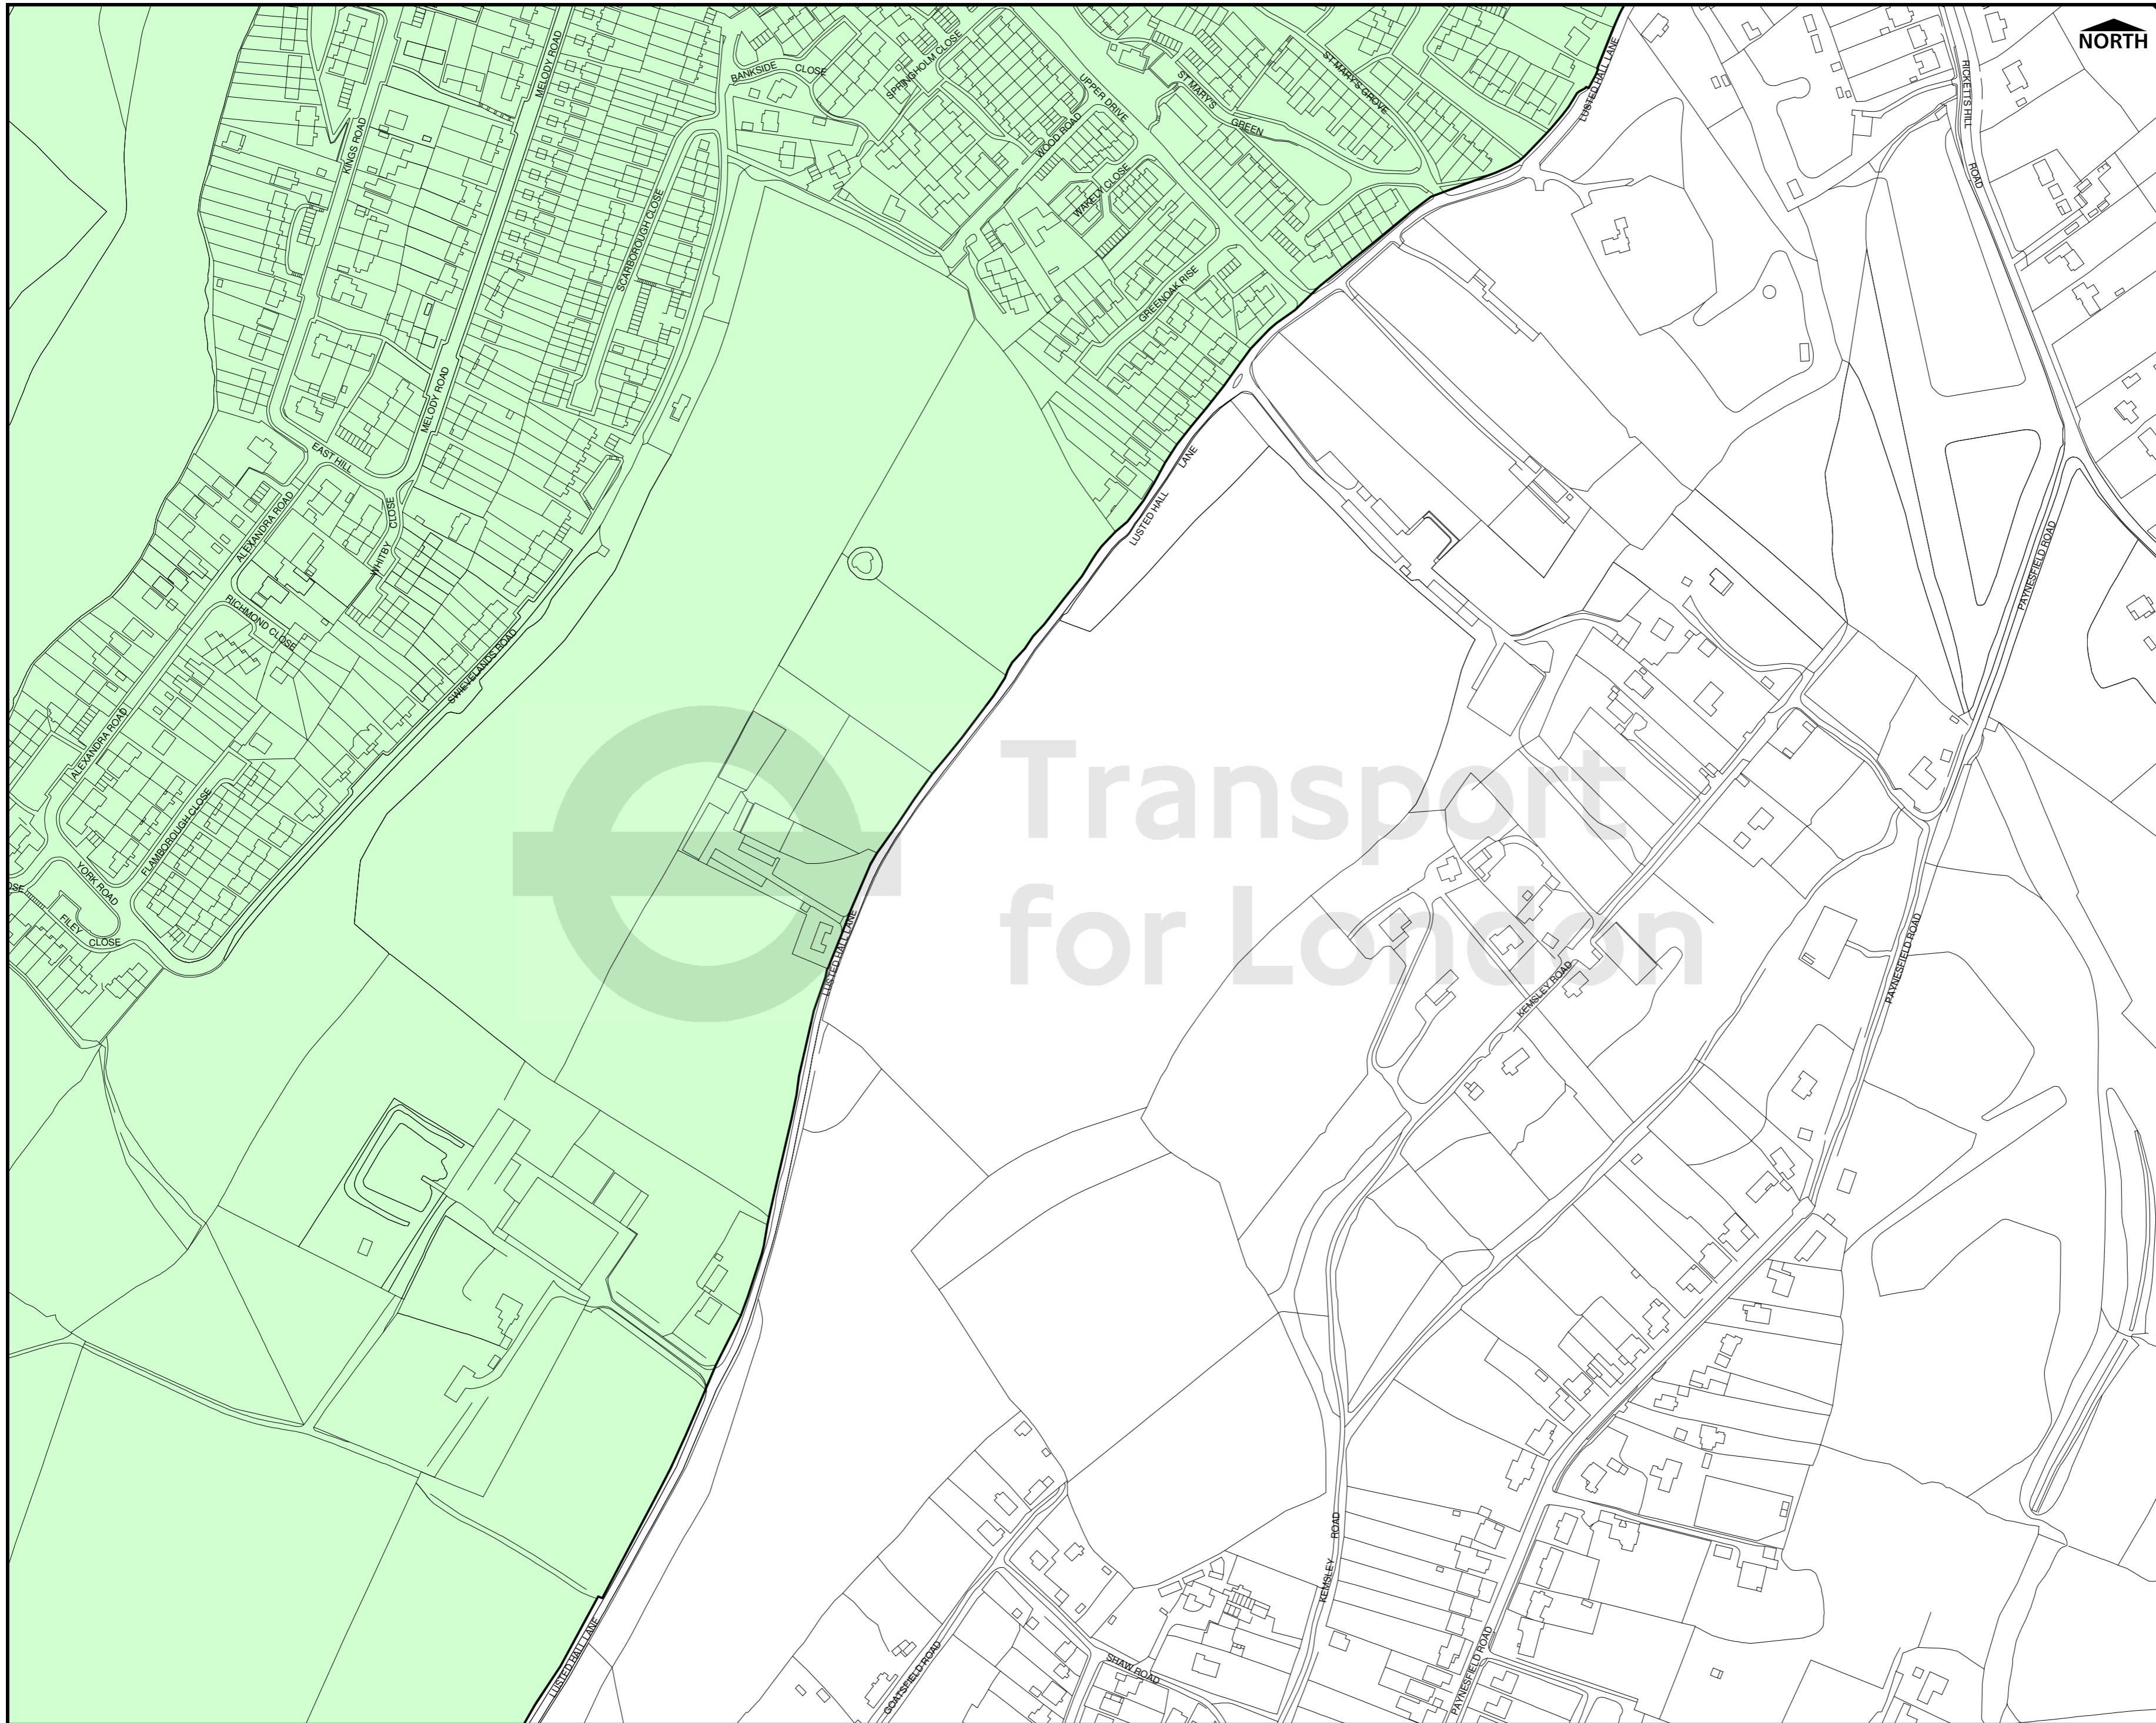 NORTH
MELODY ROAD
BANKSIDE CLOSE
SPRINGHOLM CLOSE
UPPER DRIVE
ST MARY'S GREEN
ST MARY'S GROVE
LUSTED HALL LANE
RICKETTS HILL ROAD
KINGS ROAD
WOOD ROAD
WAKELY CLOSE
SCARBOROUGH CLOSE
GREENOAK RISE
MELODY ROAD
EAST HILL
ALEXANDRA ROAD
WHITBY CLOSE
LUSTED HALL LANE
PAYNESFIELD ROAD
RICHMOND CLOSE
SWIEVELANDS ROAD
ALEXANDRA ROAD
Transport
for London
FLAMBOROUGH CLOSE
YORK ROAD
OSE
FILEY CLOSE
LUSTED HALL LANE
KEMSLEY ROAD
PAYNESFIELD ROAD
KEMSLEY ROAD
LUSTED HALL LANE
GOATSFIELD ROAD
SHAW ROAD
PAYNESFIELD ROAD